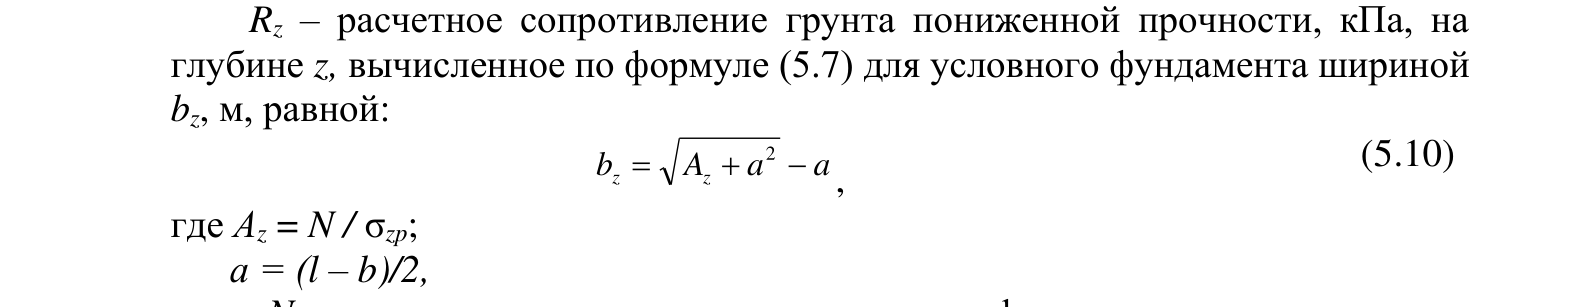 R_z – расчетное сопротивление грунта пониженной прочности, кПа, на
глубине z, вычисленное по формуле (5.7) для условного фундамента шириной
b_z, м, равной:
b_z = √(A_z + a²) − a, (5.10)
где A_z = N / σ_zp;
a = (l – b)/2,